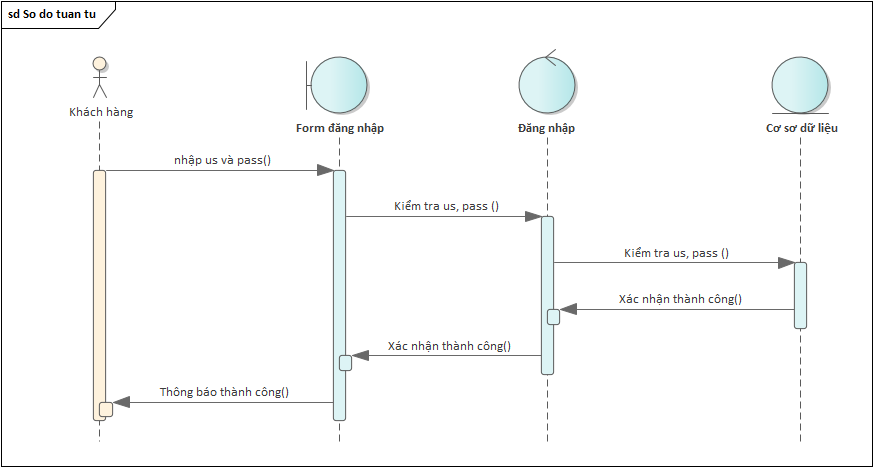 sd So do tuan tu
Khách hàng
Form đăng nhập
Đăng nhập
Cơ sơ dữ liệu
nhập us và pass()
Kiểm tra us, pass ()
Kiểm tra us, pass ()
Xác nhận thành công()
Xác nhận thành công()
Thông báo thành công()